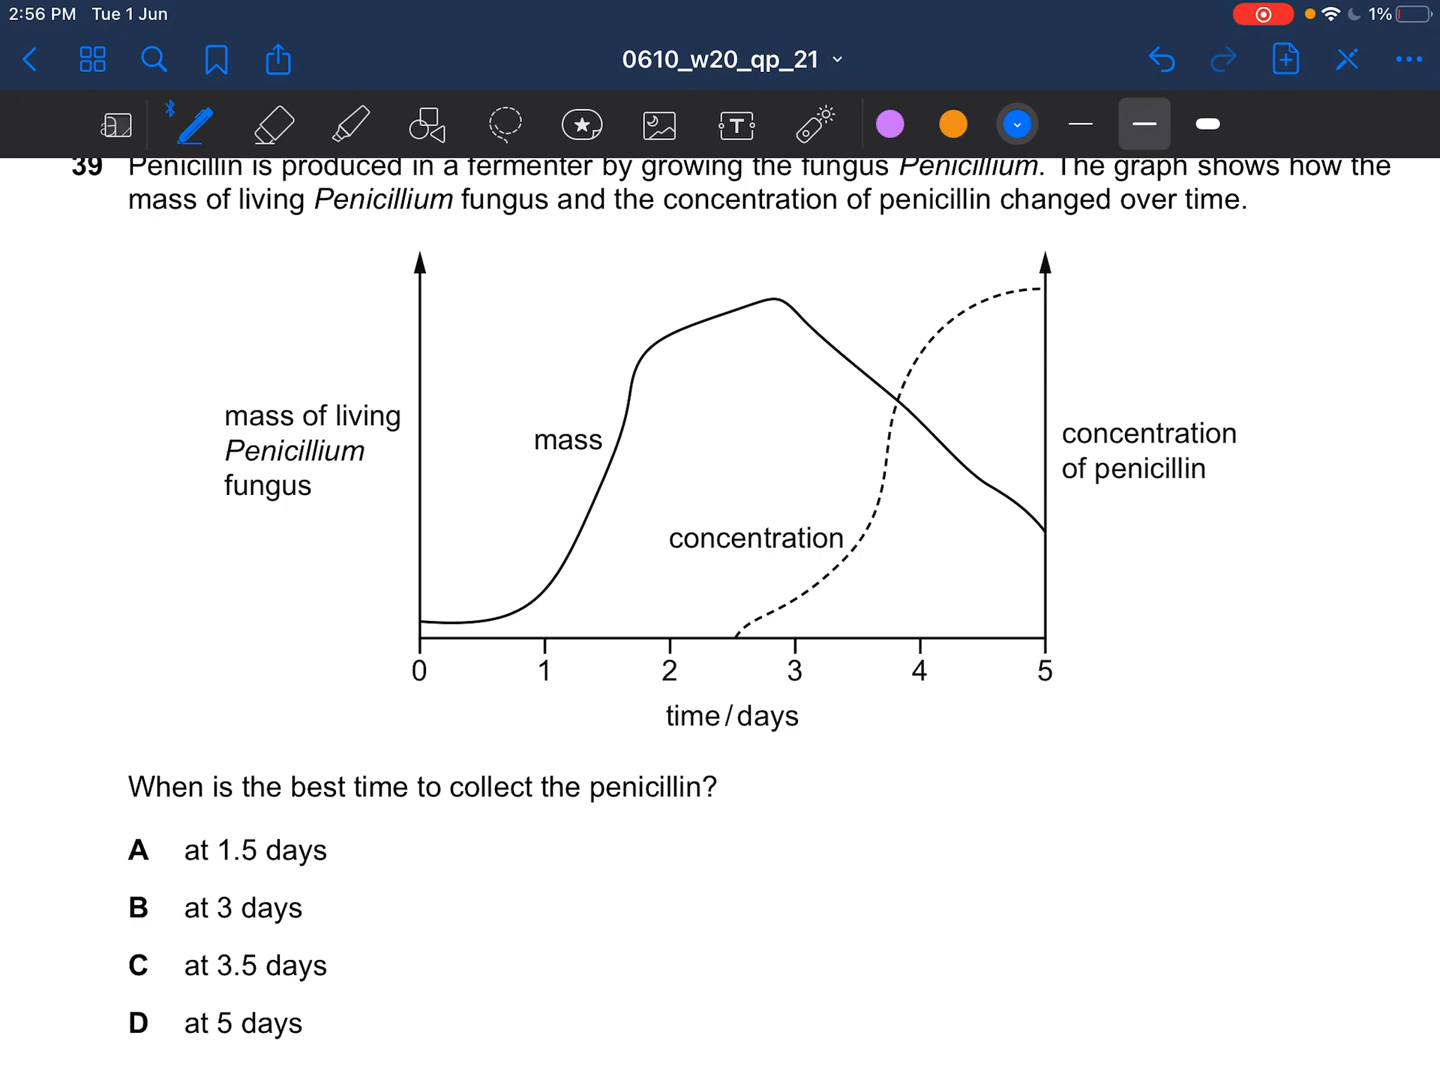 2:56 PM Tue 1 Jun
1%
0610_w20_qp_21
T
39 Penicillin is produced in a fermenter by growing the fungus Penicillium. The graph shows how the
mass of living Penicillium fungus and the concentration of penicillin changed over time.
mass of living
Penicillium
fungus
mass
concentration
concentration
of penicillin
0 1 2 3 4 5
time/days
When is the best time to collect the penicillin?
A at 1.5 days
B at 3 days
C at 3.5 days
D at 5 days